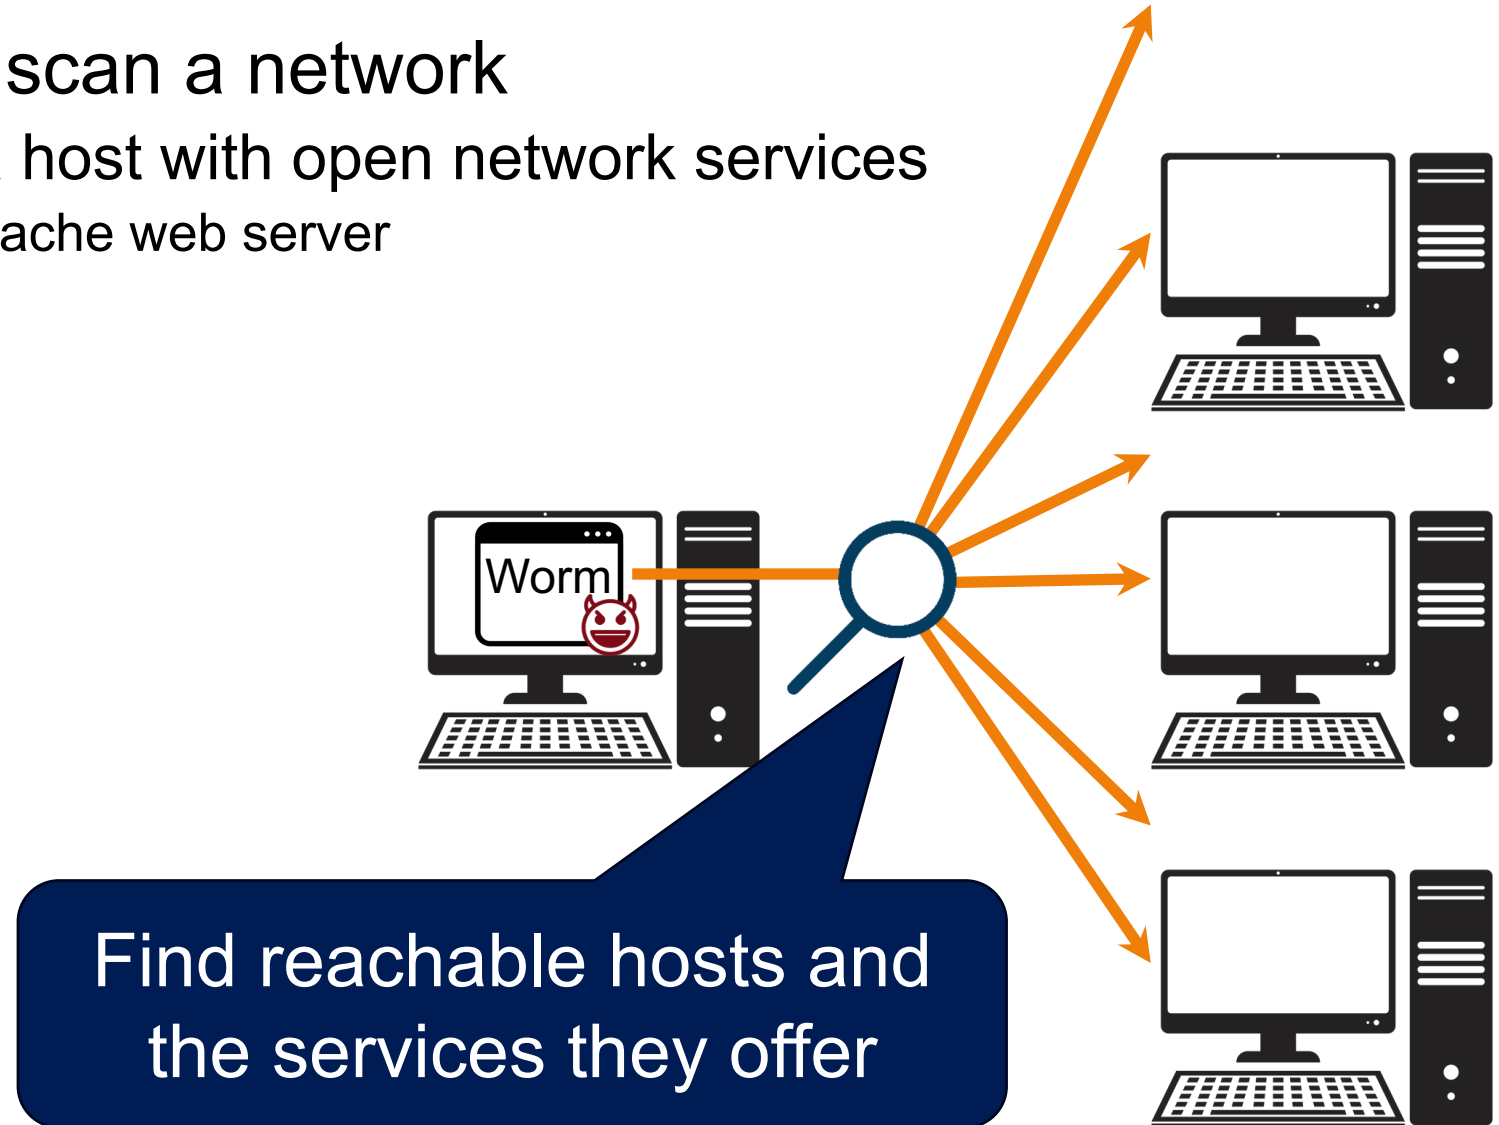 scan a network
host with open network services
ache web server
Worm
Find reachable hosts and
the services they offer